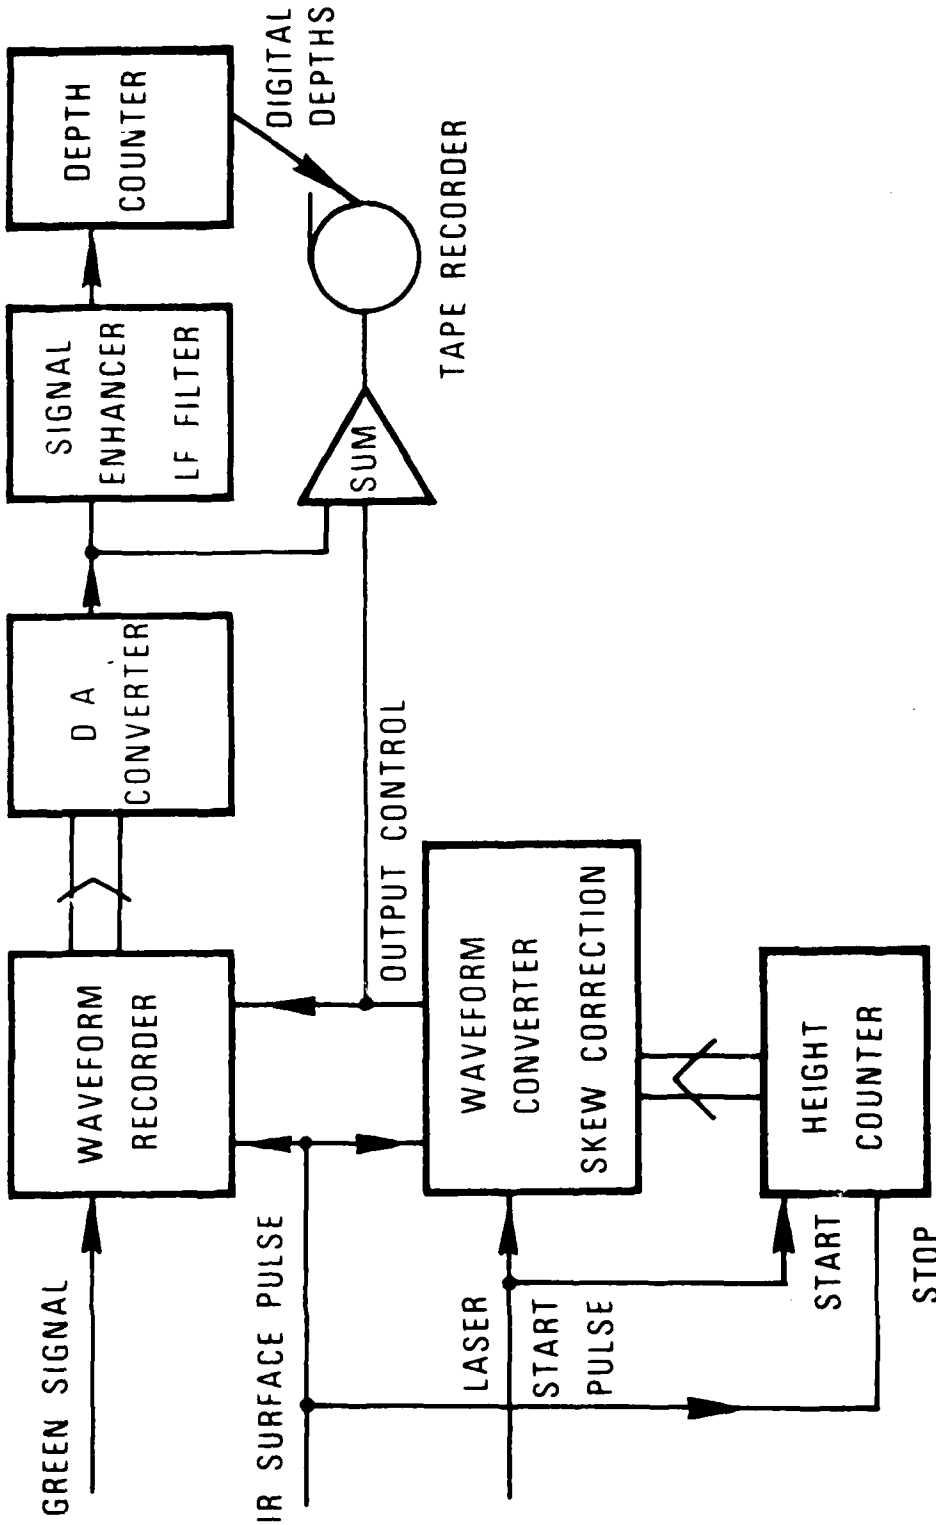 GREEN SIGNAL
WAVEFORM
RECORDER
D A
CONVERTER
SIGNAL
ENHANCER
LF FILTER
DEPTH
COUNTER
DIGITAL
DEPTHS
IR SURFACE PULSE
OUTPUT CONTROL
SUM
TAPE RECORDER
LASER
START
PULSE
WAVEFORM
CONVERTER
SKEW CORRECTION
START
STOP
HEIGHT
COUNTER